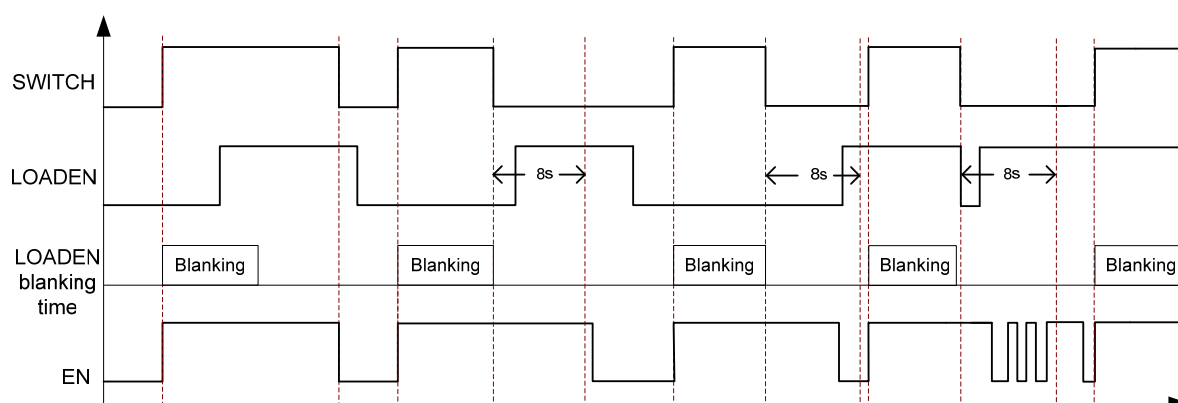 SWITCH
LOADEN
8s
8s
8s
LOADEN
blanking
time
Blanking
Blanking
Blanking
Blanking
Blanking
EN